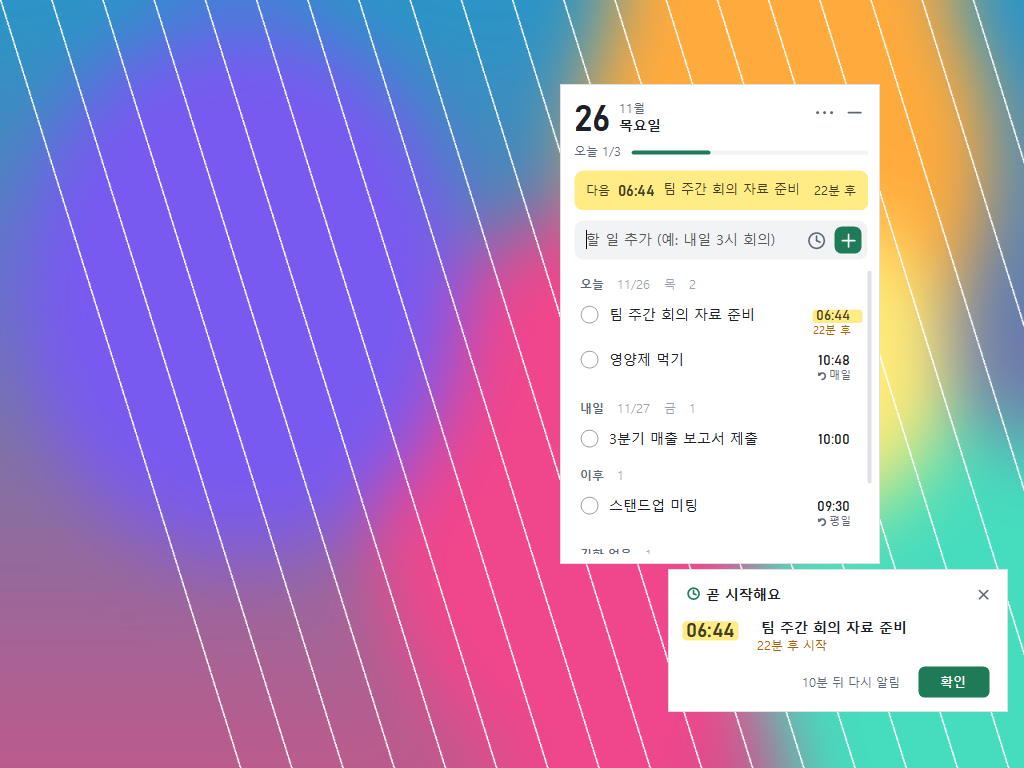 26
11월
목요일
오늘 1/3
다음 06:44 팀 주간 회의 자료 준비 22분 후
할 일 추가 (예: 내일 3시 회의)
오늘 11/26 목 2
팀 주간 회의 자료 준비 06:44
22분 후
영양제 먹기 10:48
매일
내일 11/27 금 1
3분기 매출 보고서 제출 10:00
이후 1
스탠드업 미팅 09:30
평일
기한 없음 1
곧 시작해요
06:44 팀 주간 회의 자료 준비
22분 후 시작
10분 뒤 다시 알림 확인